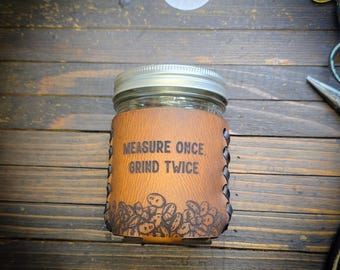 MEASURE ONCE,
GRIND TWICE